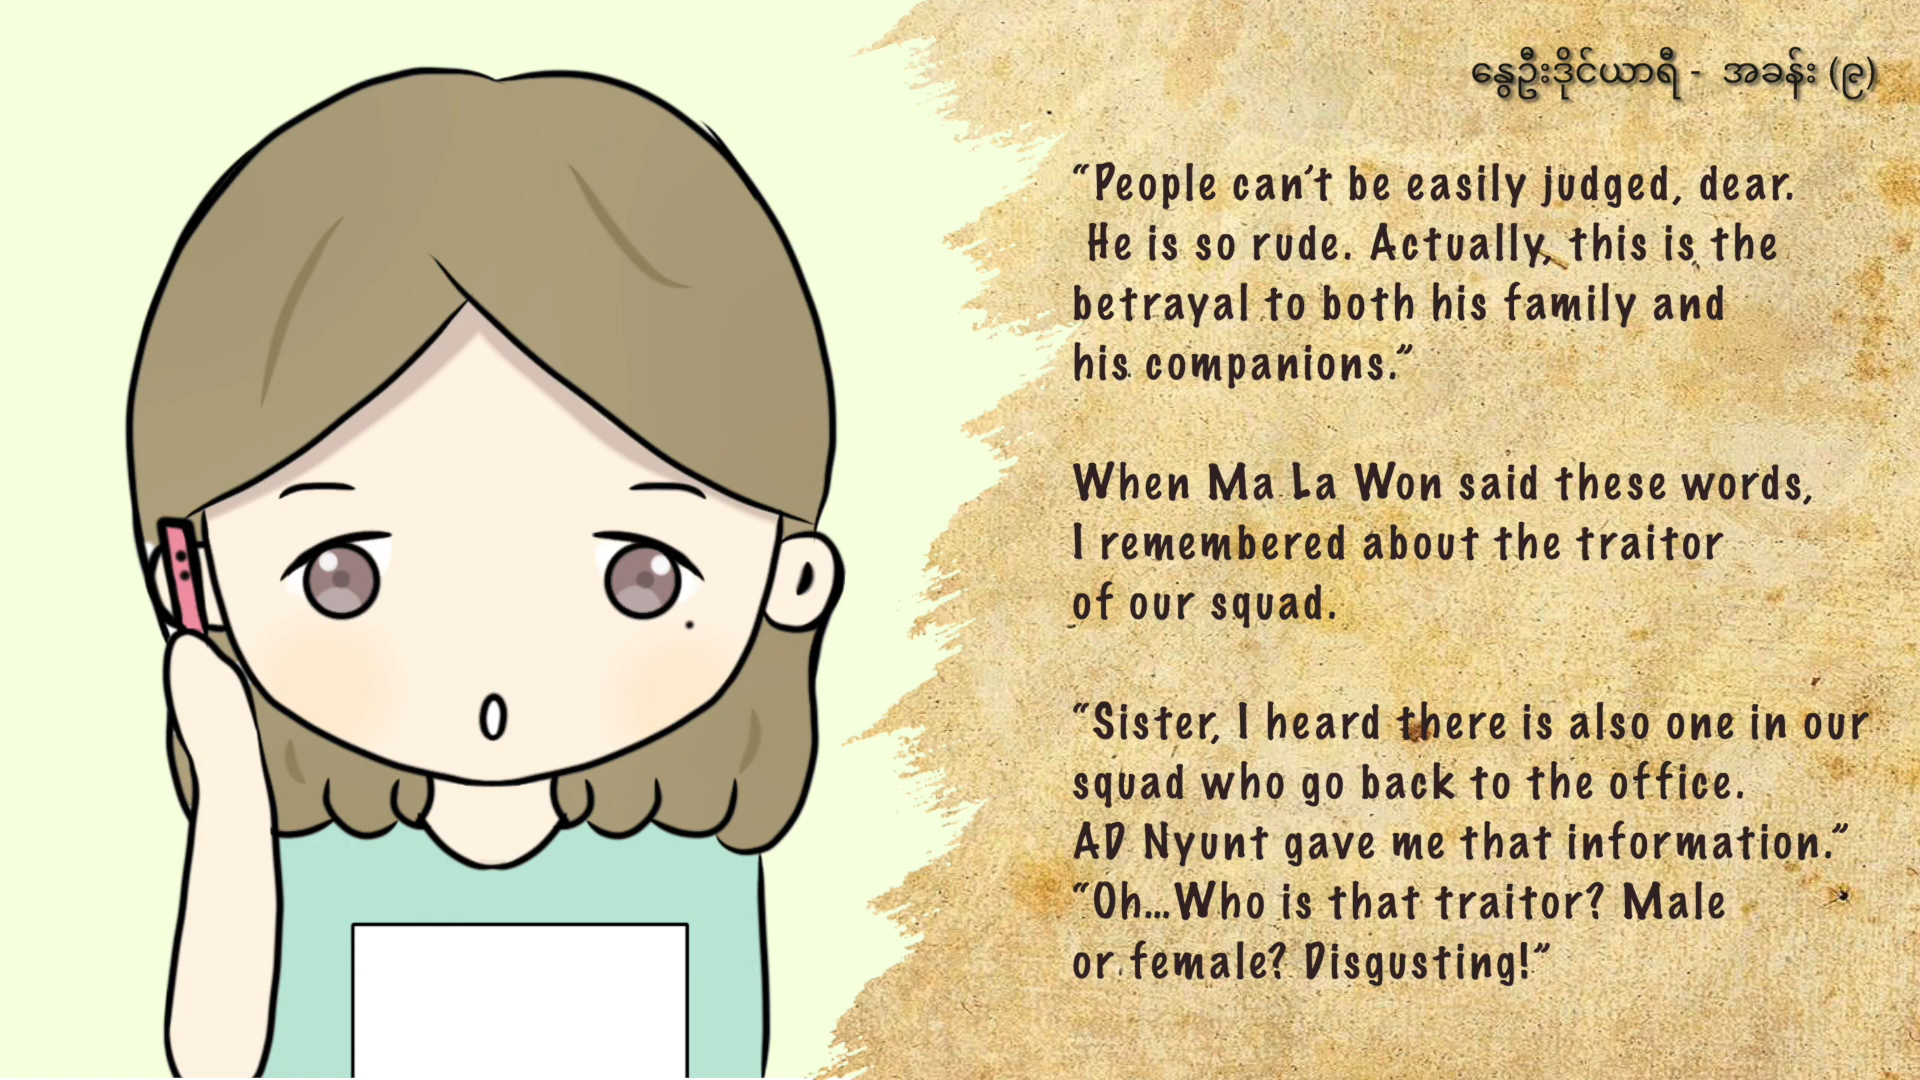 နွေဦးဒိုင်ယာရီ - အခန်း (၉)
“People can’t be easily judged, dear.
He is so rude. Actually, this is the
betrayal to both his family and
his companions.”
When Ma La Won said these words,
I remembered about the traitor
of our squad.
“Sister, I heard there is also one in our
squad who go back to the office.
AD Nyunt gave me that information.”
“Oh...Who is that traitor? Male
or female? Disgusting!”